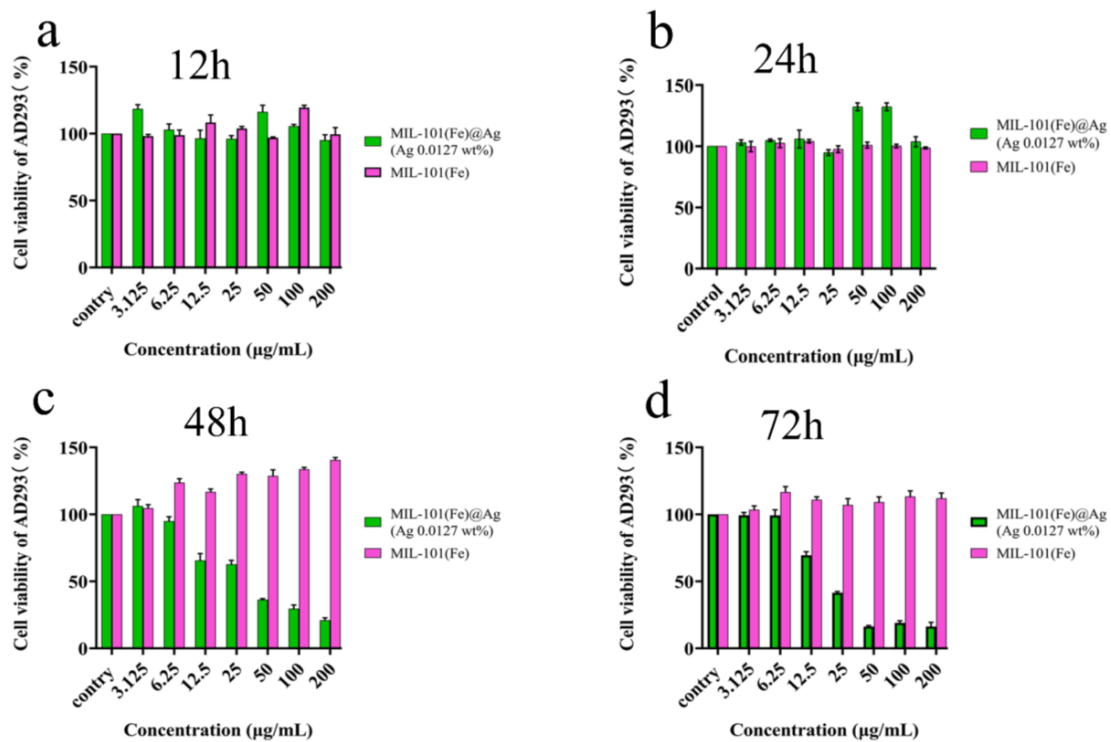 a
12h
Cell viability of AD293( %)
150
100
50
0
contry
3.125
6.25
12.5
25
50
100
200
Concentration (μg/mL)
MIL-101(Fe)@Ag
(Ag 0.0127 wt%)
MIL-101(Fe)
b
24h
Cell viability of AD293( %)
150
100
50
0
control
3.125
6.25
12.5
25
50
100
200
Concentration (μg/mL)
MIL-101(Fe)@Ag
(Ag 0.0127 wt%)
MIL-101(Fe)
c
48h
Cell viability of AD293( %)
150
100
50
0
contry
3.125
6.25
12.5
25
50
100
200
Concentration (μg/mL)
MIL-101(Fe)@Ag
(Ag 0.0127 wt%)
MIL-101(Fe)
d
72h
Cell viability of AD293( %)
150
100
50
0
contry
3.125
6.25
12.5
25
50
100
200
Concentration (μg/mL)
MIL-101(Fe)@Ag
(Ag 0.0127 wt%)
MIL-101(Fe)